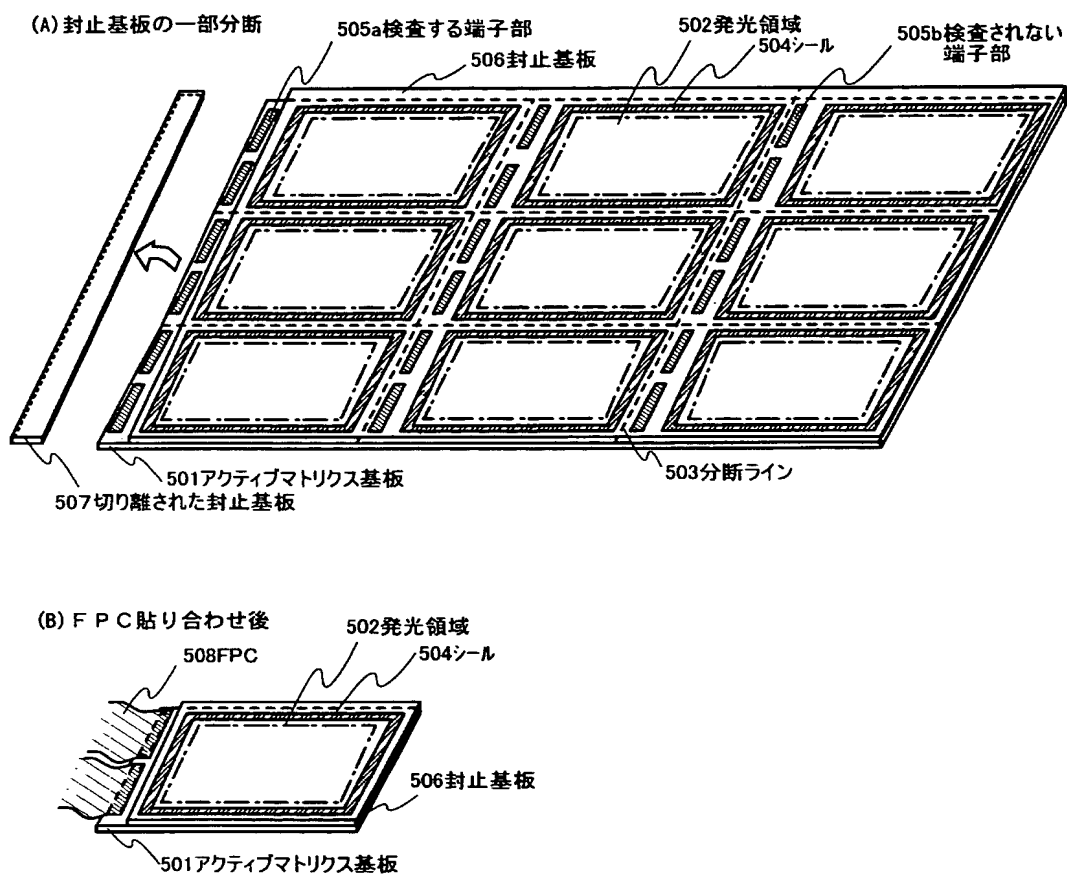 (A)封止基板の一部分断
505a検査する端子部
506封止基板
502発光領域
504シール
505b検査されない
端子部
501アクティブマトリクス基板
507切り離された封止基板
503分断ライン
(B)ＦＰＣ貼り合わせ後
508FPC
502発光領域
504シール
506封止基板
501アクティブマトリクス基板